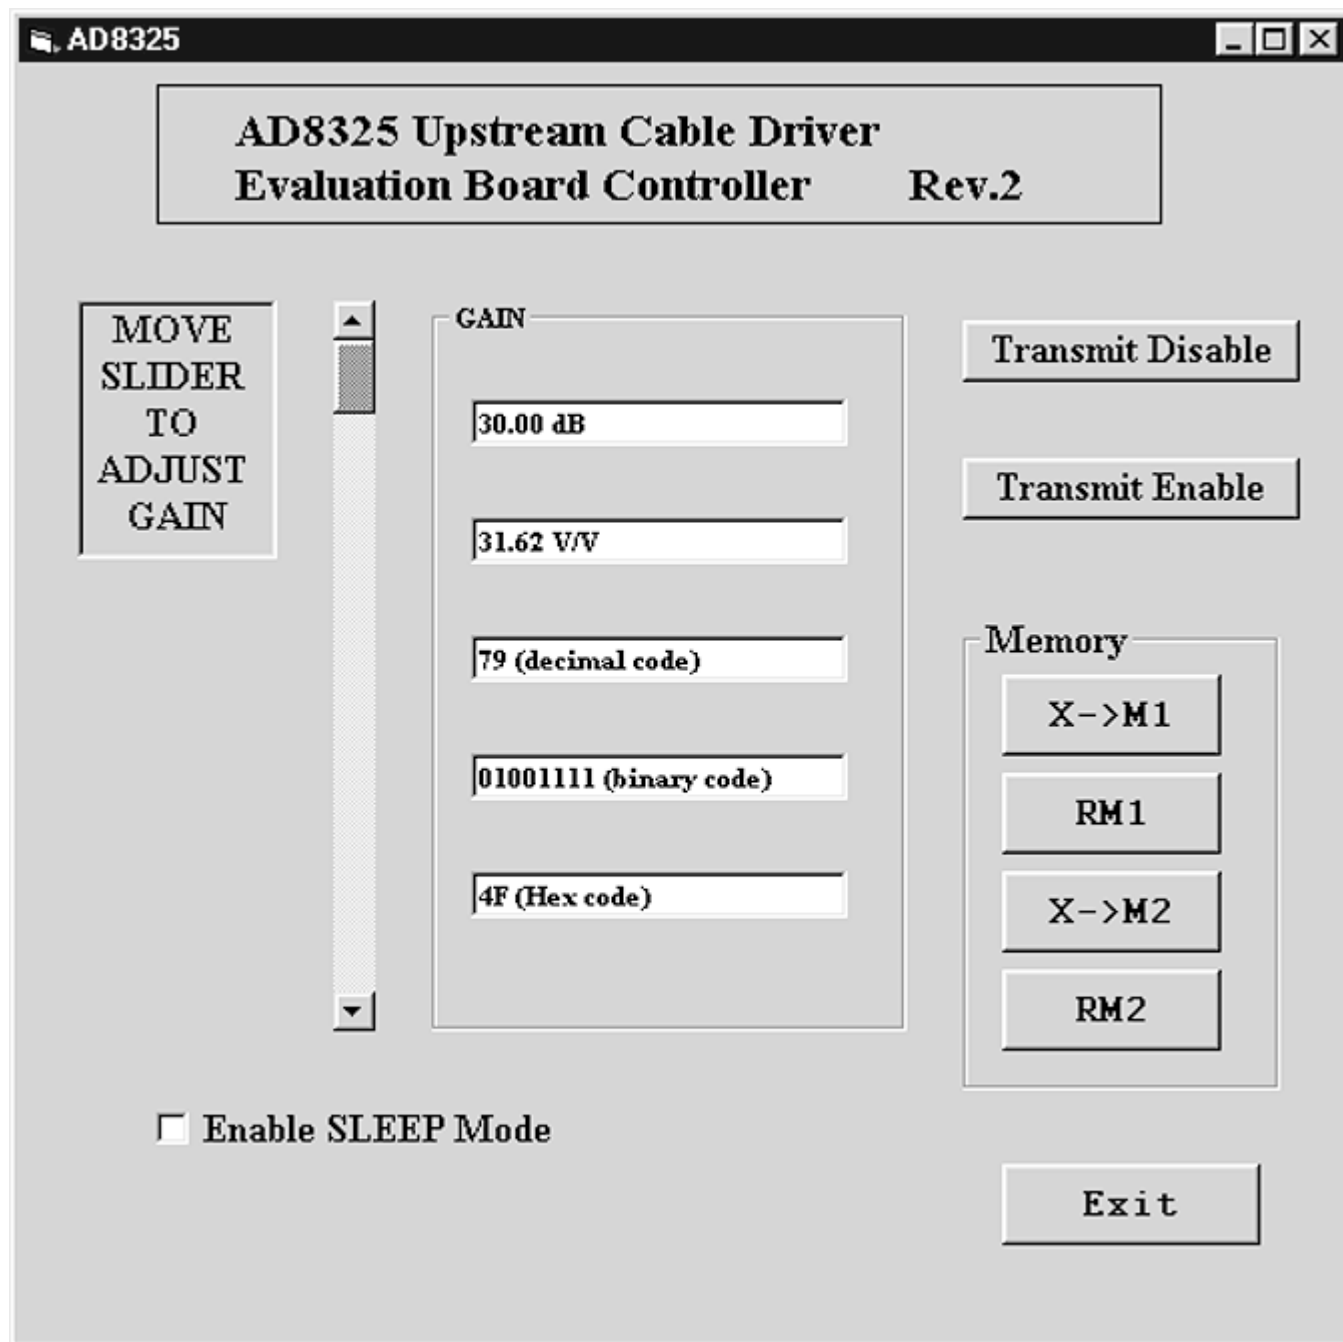 AD8325
AD8325 Upstream Cable Driver
Evaluation Board Controller Rev.2
MOVE
SLIDER
TO
ADJUST
GAIN
GAIN
30.00 dB
31.62 V/V
79 (decimal code)
01001111 (binary code)
4F (Hex code)
Transmit Disable
Transmit Enable
Memory
X->M1
RM1
X->M2
RM2
Enable SLEEP Mode
Exit